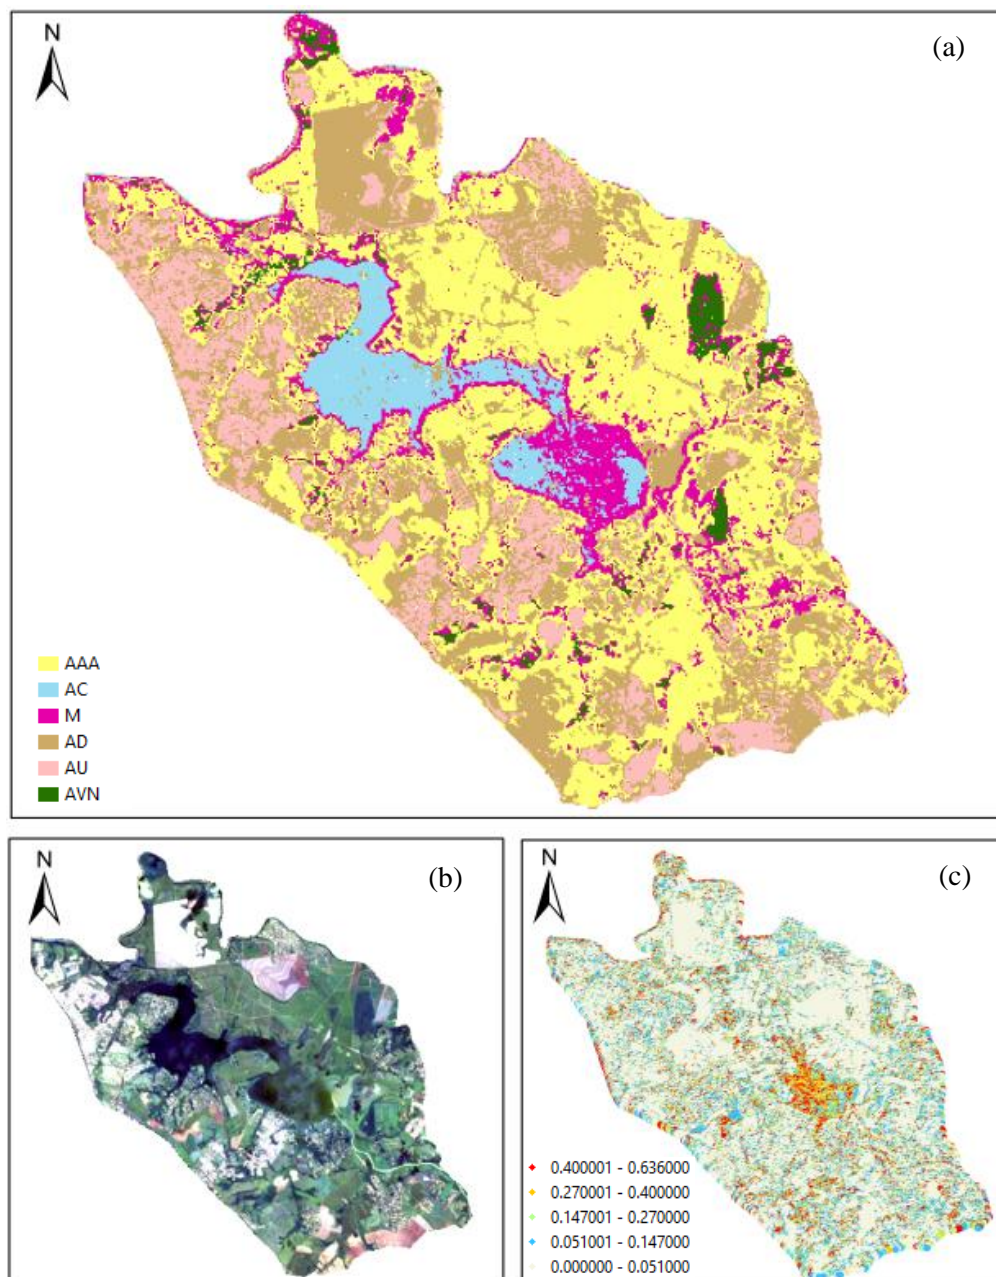 N
(a)
AAA
AC
M
AD
AU
AVN
N
(b)
N
(c)
0.400001 - 0.636000
0.270001 - 0.400000
0.147001 - 0.270000
0.051001 - 0.147000
0.000000 - 0.051000